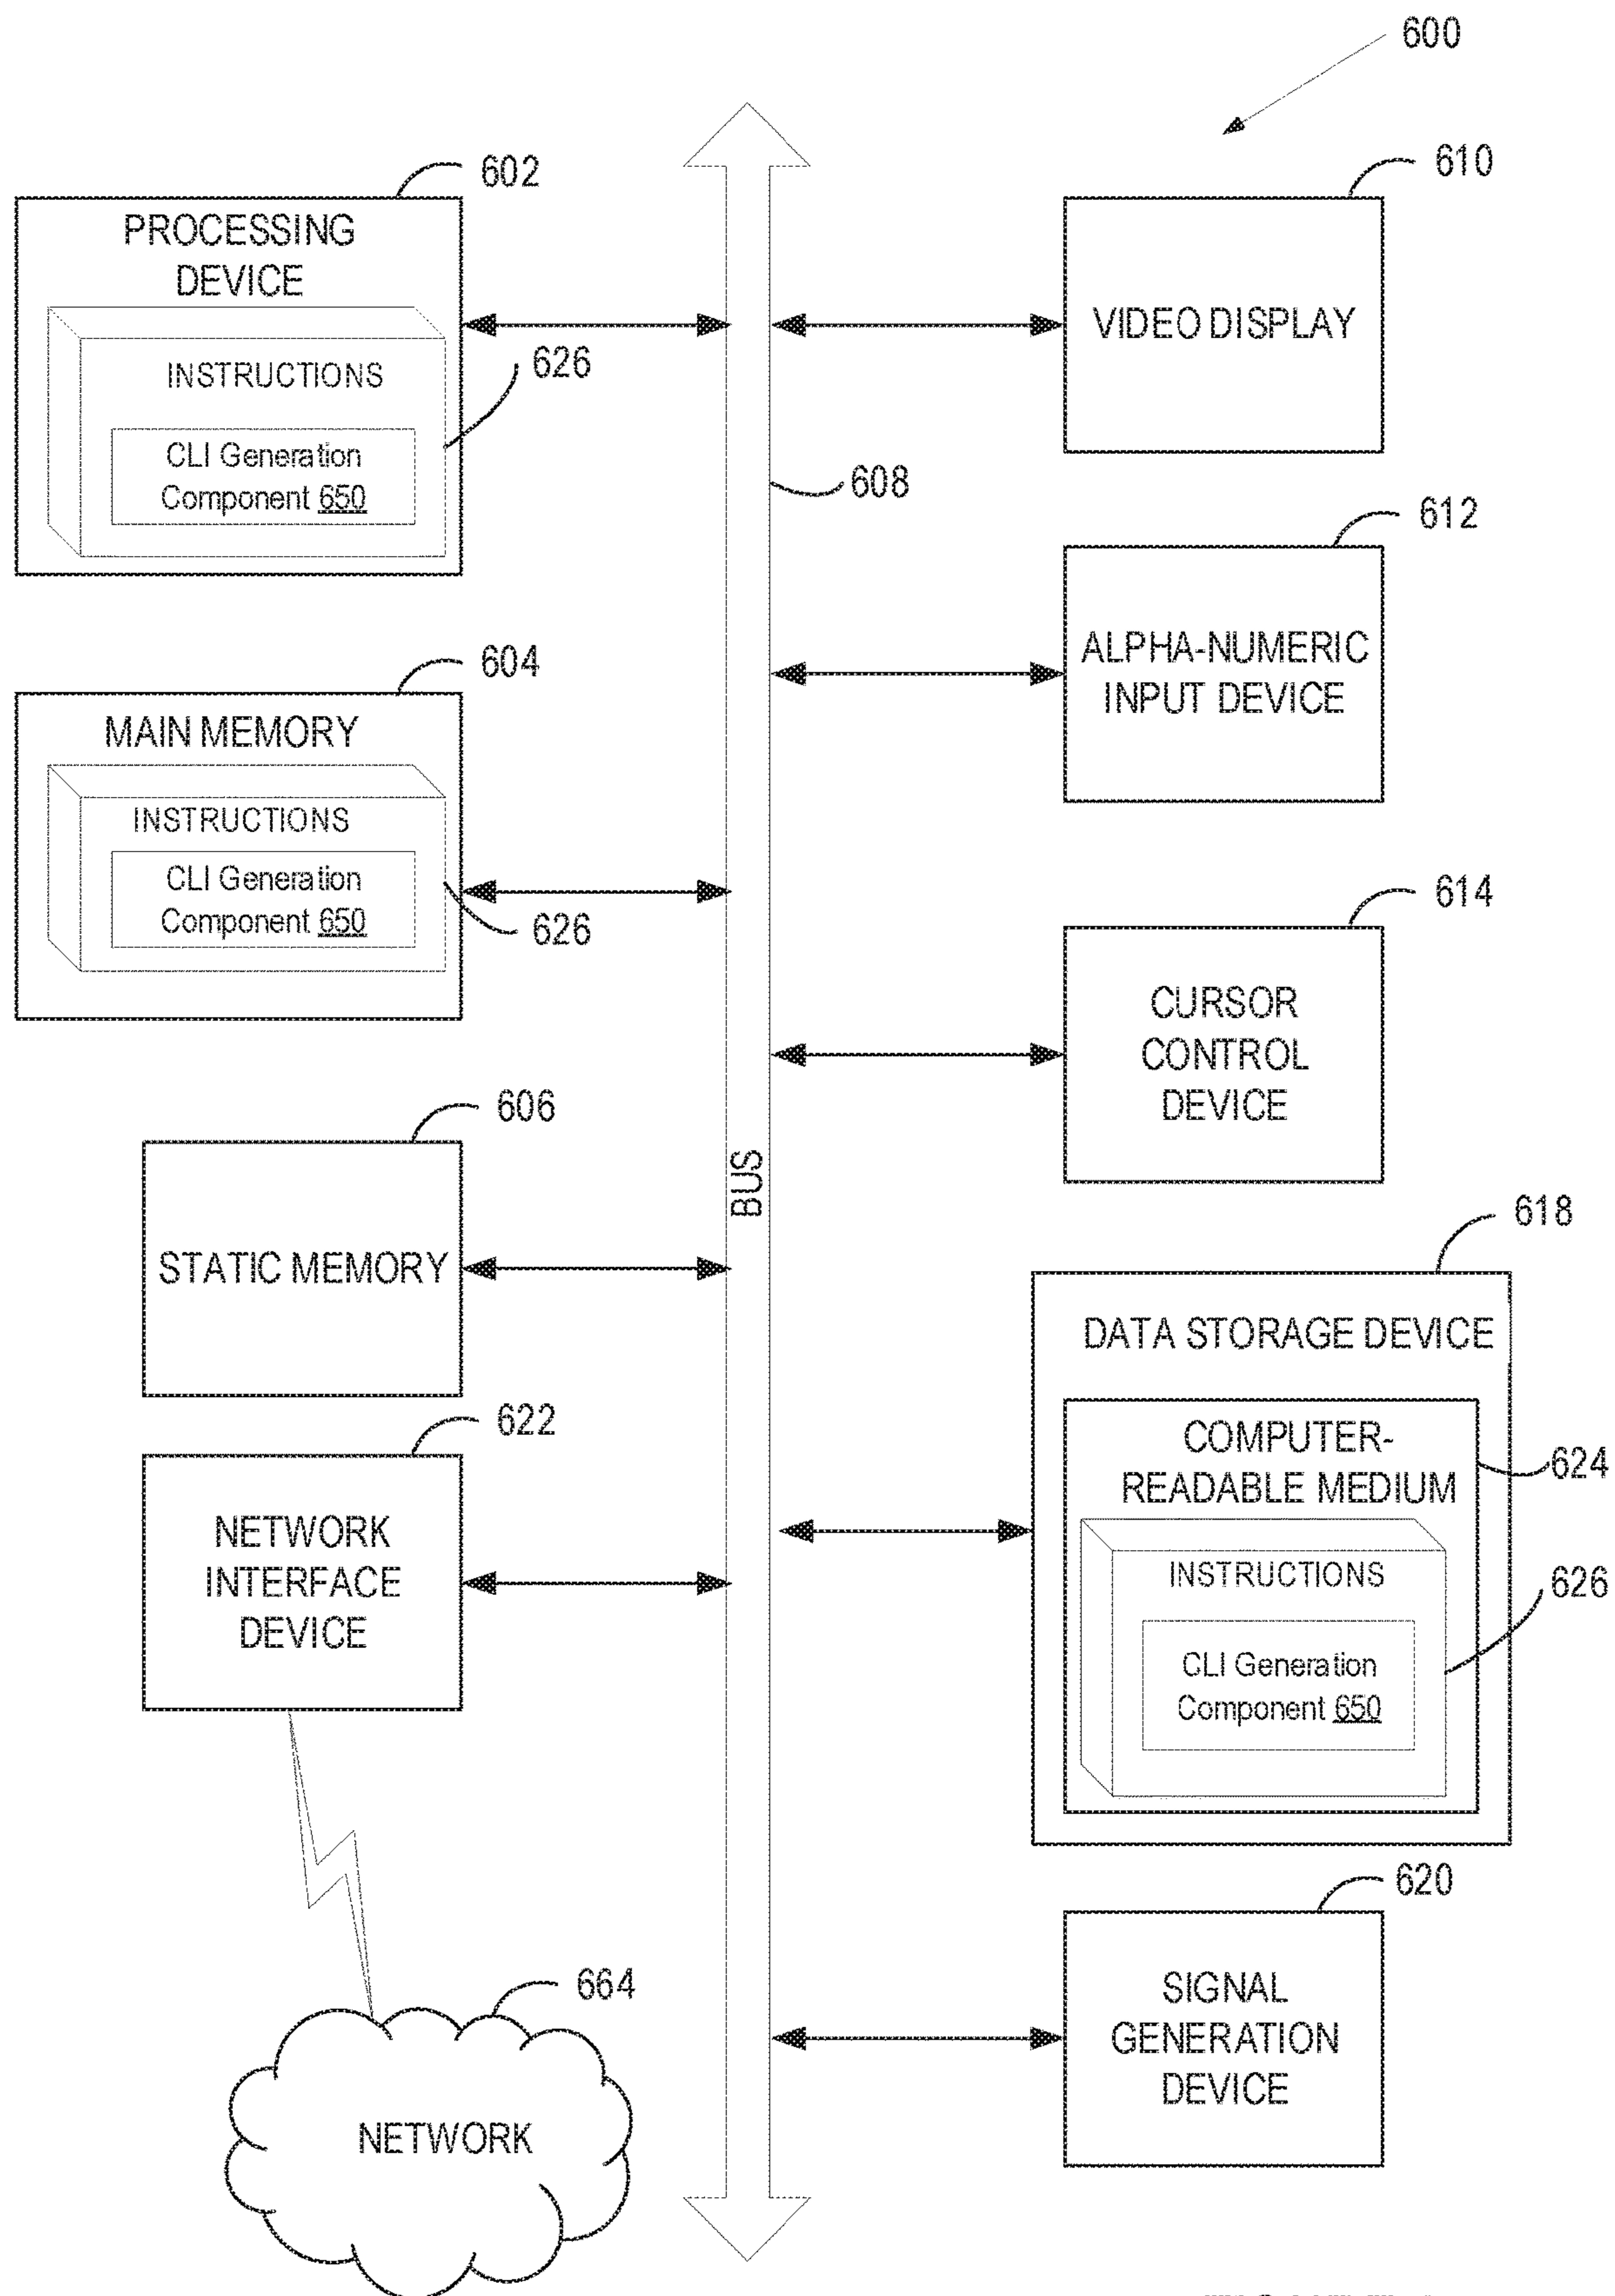 600
602
PROCESSING
DEVICE
INSTRUCTIONS
626
CLI Generation
Component 650
604
MAIN MEMORY
INSTRUCTIONS
CLI Generation
Component 650
626
606
STATIC MEMORY
622
NETWORK
INTERFACE
DEVICE
664
NETWORK
608
BUS
610
VIDEO DISPLAY
612
ALPHA-NUMERIC
INPUT DEVICE
614
CURSOR
CONTROL
DEVICE
618
DATA STORAGE DEVICE
COMPUTER-
READABLE MEDIUM
624
INSTRUCTIONS
626
CLI Generation
Component 650
620
SIGNAL
GENERATION
DEVICE